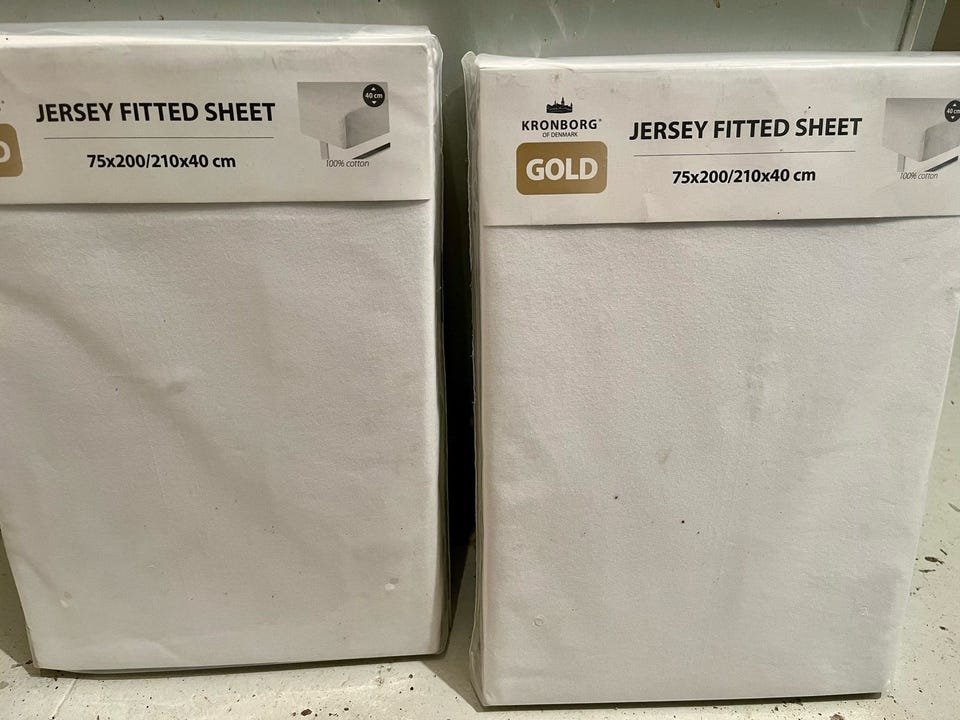 D
JERSEY FITTED SHEET
75x200/210x40 cm
40 cm
100% cotton
KRONBORG®
OF DENMARK
GOLD
JERSEY FITTED SHEET
75x200/210x40 cm
40 cm
100% cotton